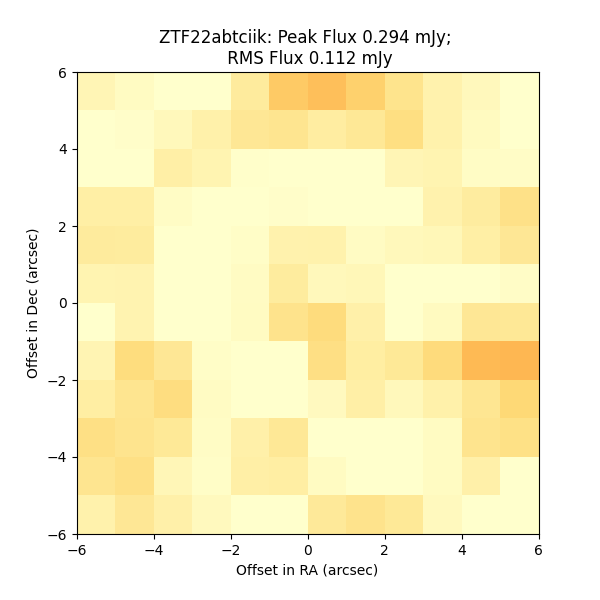 ZTF22abtciik: Peak Flux 0.294 mJy;
RMS Flux 0.112 mJy
6
4
2
0
−2
−4
−6
Offset in Dec (arcsec)
−6 −4 −2 0 2 4 6
Offset in RA (arcsec)